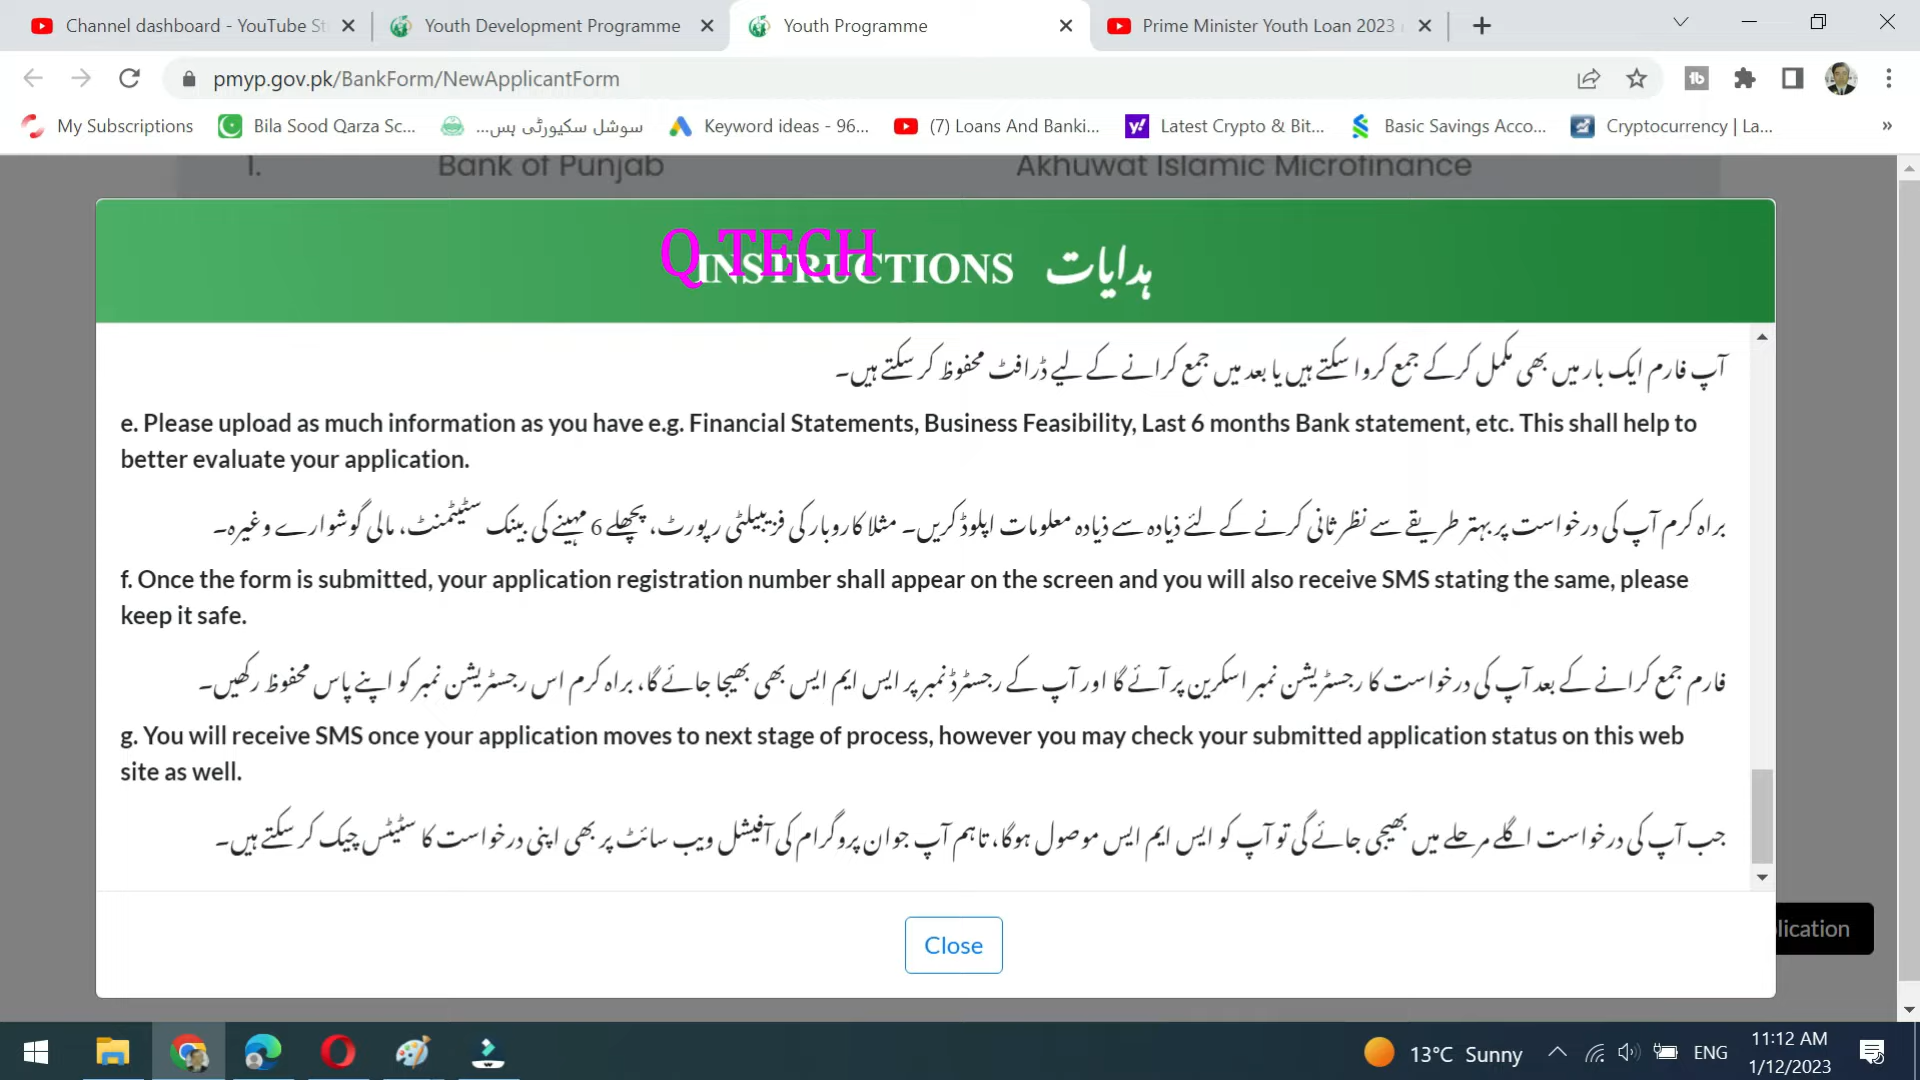 Channel dashboard - YouTube St
Youth Development Programme
Youth Programme
Prime Minister Youth Loan 2023
pmyp.gov.pk/BankForm/NewApplicantForm
My Subscriptions
Bila Sood Qarza Sc...
سوشل سکیورٹی ہس...
Keyword ideas - 96...
(7) Loans And Banki...
Latest Crypto & Bit...
Basic Savings Acco...
Cryptocurrency | La...
1. Bank of Punjab Akhuwat Islamic Microfinance
Q TECH
INSTRUCTIONS ہدایات
آپ فارم ایک بار میں بھی مکمل کرکے جمع کروا سکتے ہیں یا بعد میں جمع کرانے کے لیے ڈرافٹ محفوظ کر سکتے ہیں۔
e. Please upload as much information as you have e.g. Financial Statements, Business Feasibility, Last 6 months Bank statement, etc. This shall help to
better evaluate your application.
براہ کرم آپ کی درخواست پر بہتر طریقے سے نظر ثانی کرنے کے لئے ذیادہ سے ذیادہ معلومات اپلوڈ کریں۔ مثلا کاروبار کی فزیبیلٹی رپورٹ، پچھلے 6 مہینے کی بینک سٹیٹمنٹ، مالی گوشوارے وغیرہ۔
f. Once the form is submitted, your application registration number shall appear on the screen and you will also receive SMS stating the same, please
keep it safe.
فارم جمع کرانے کے بعد آپ کی درخواست کا رجسٹریشن نمبر اسکرین پر آئے گا اور آپ کے رجسٹرڈ نمبر پر ایس ایم ایس بھی بھیجا جائے گا، براہ کرم اس رجسٹریشن نمبر کو اپنے پاس محفوظ رکھیں۔
g. You will receive SMS once your application moves to next stage of process, however you may check your submitted application status on this web
site as well.
جب آپ کی درخواست اگلے مرحلے میں بھیجی جائے گی تو آپ کو ایس ایم ایس موصول ہوگا، تاہم آپ جوان پروگرام کی آفیشل ویب سائٹ پر بھی اپنی درخواست کا سٹیٹس چیک کر سکتے ہیں۔
lication
Close
13°C Sunny
ENG
11:12 AM
1/12/2023